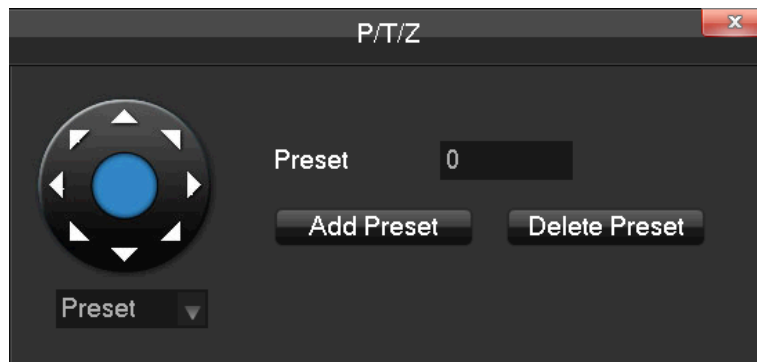 P/T/Z
x
Preset 0
Add Preset Delete Preset
Preset